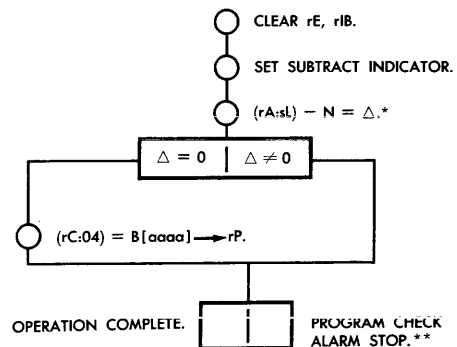 CLEAR rE, rIB.
SET SUBTRACT INDICATOR.
(rA:sL) – N = △.*
△ = 0 △ ≠ 0
(rC:04) = B[aaaa]⟶rP.
OPERATION COMPLETE. PROGRAM CHECK
ALARM STOP.**